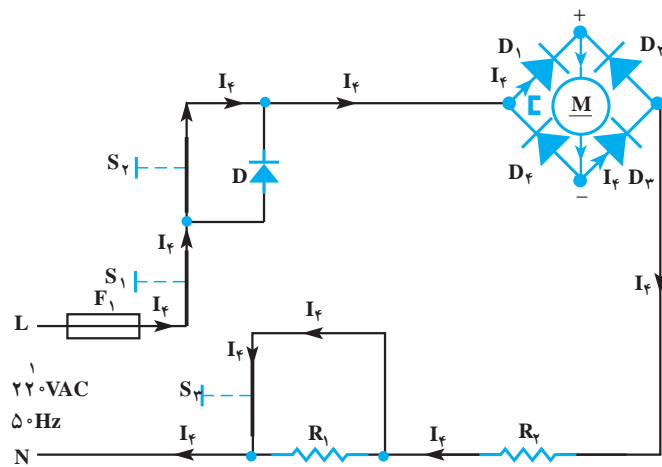 +
D۱ D۲
I۴ I۴ I۴
M
S۲ D D۴ I۴ D۳
−
I۴
S۱
F۱ I۴
L I۴
I۴
۱
۲۲۰VAC I۴
S۳
۵۰Hz
I۴ R۱ I۴ R۲
N